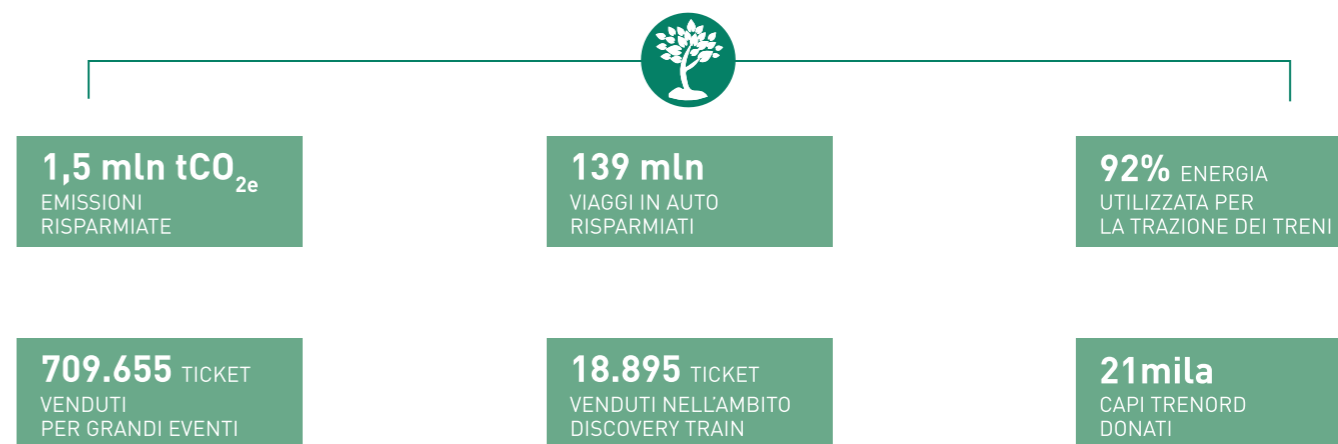 1,5 mln tCO2e
EMISSIONI
RISPARMIATE
139 mln
VIAGGI IN AUTO
RISPARMIATI
92% ENERGIA
UTILIZZATA PER
LA TRAZIONE DEI TRENI
709.655 TICKET
VENDUTI
PER GRANDI EVENTI
18.895 TICKET
VENDUTI NELL'AMBITO
DISCOVERY TRAIN
21mila
CAPI TRENORD
DONATI